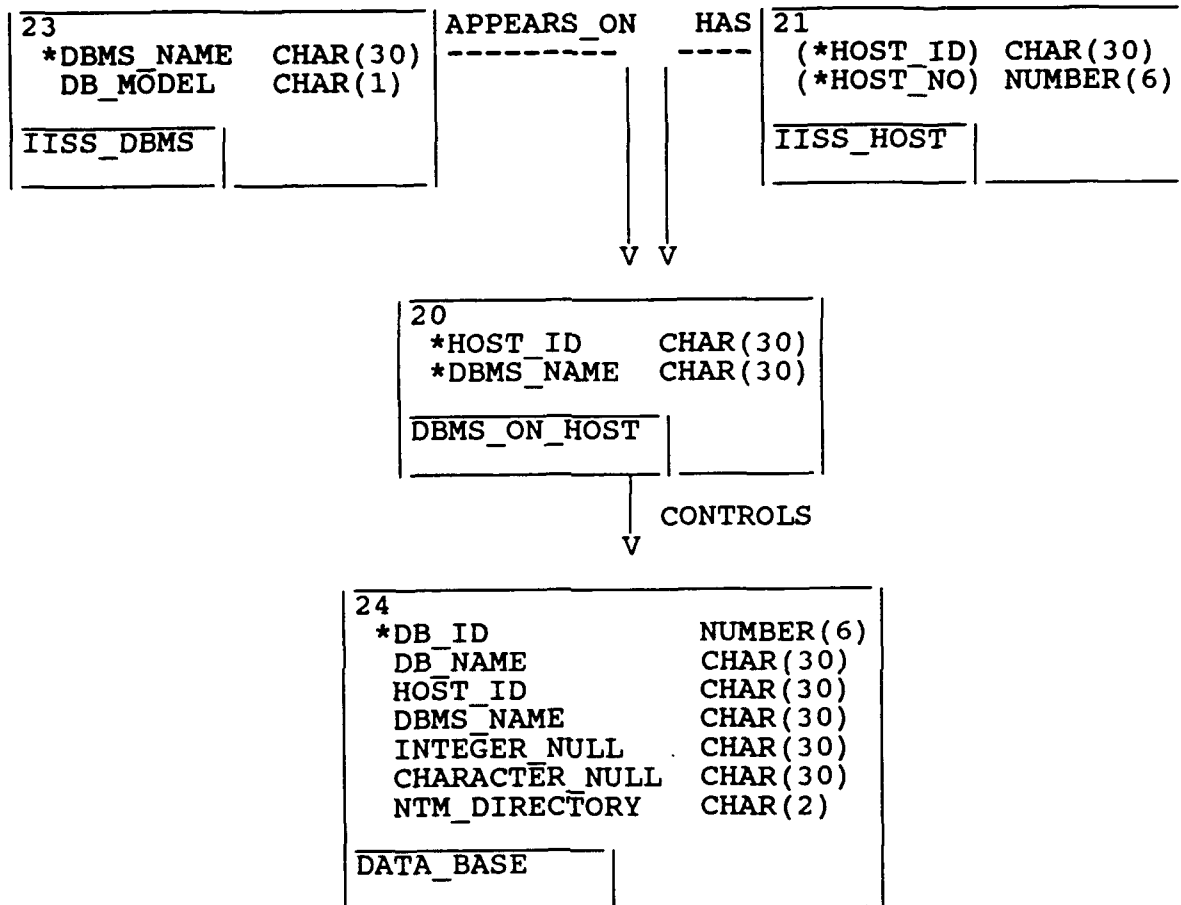 23
*DBMS_NAME CHAR(30)
DB_MODEL CHAR(1)
IISS_DBMS
APPEARS_ON
HAS
21
(*HOST_ID) CHAR(30)
(*HOST_NO) NUMBER(6)
IISS_HOST
V V
20
*HOST_ID CHAR(30)
*DBMS_NAME CHAR(30)
DBMS_ON_HOST
CONTROLS
V
24
*DB_ID NUMBER(6)
DB_NAME CHAR(30)
HOST_ID CHAR(30)
DBMS_NAME CHAR(30)
INTEGER_NULL CHAR(30)
CHARACTER_NULL CHAR(30)
NTM_DIRECTORY CHAR(2)
DATA_BASE